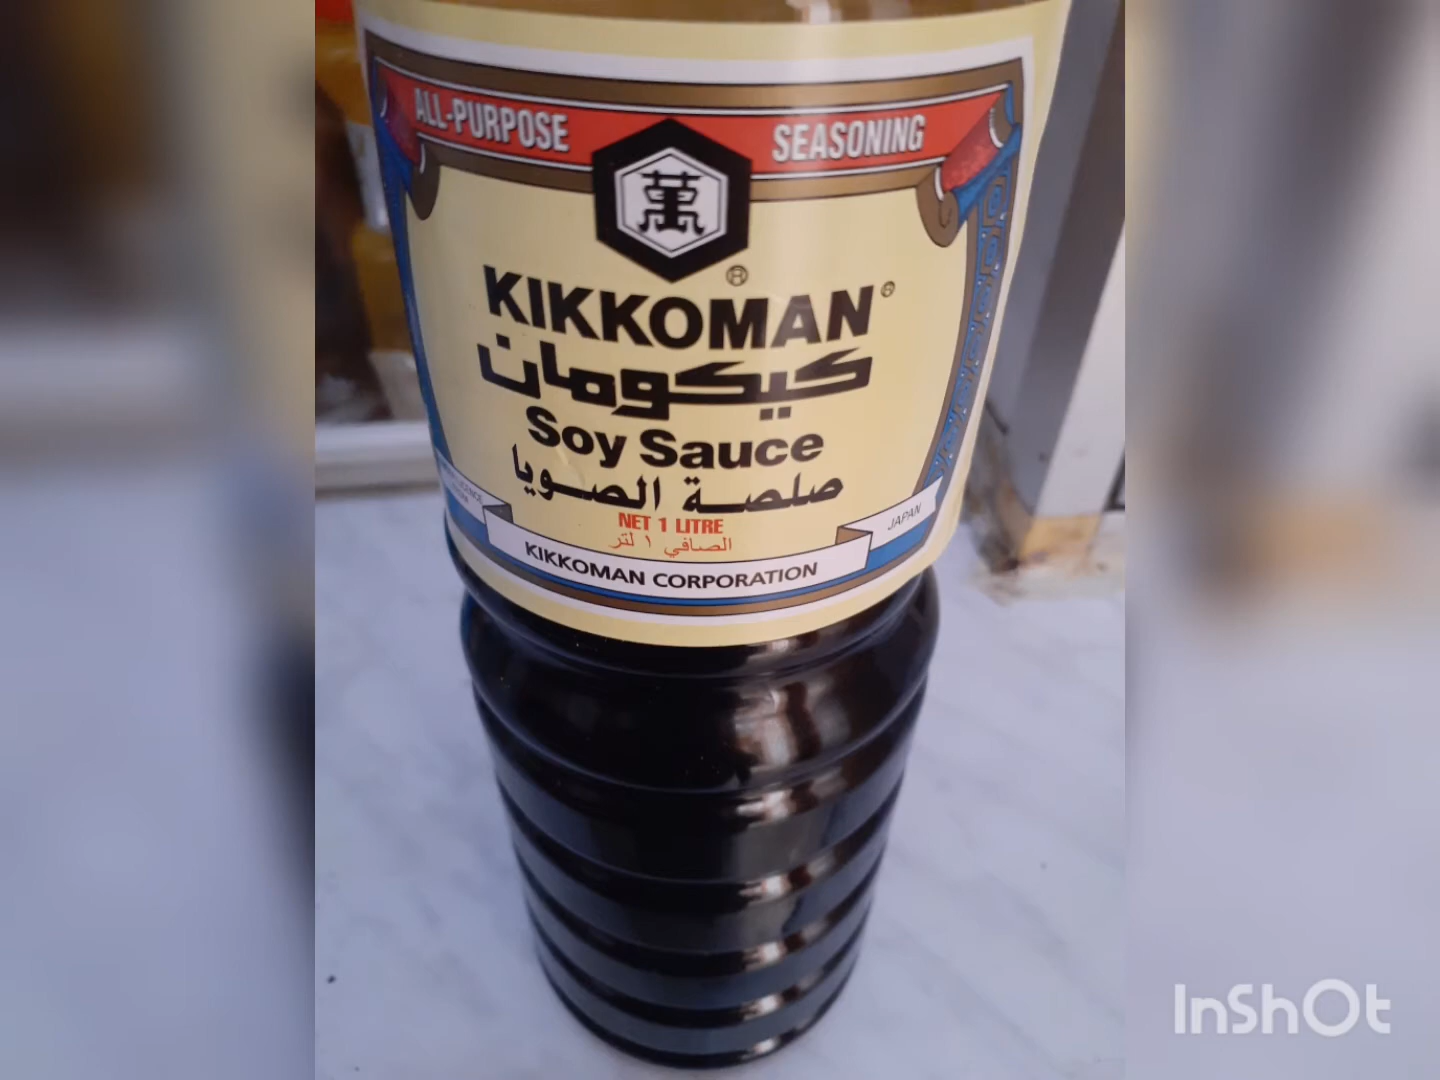 ALL-PURPOSE SEASONING
萬
KIKKOMAN®
كيكومان
Soy Sauce
صلصة الصويا
NET 1 LITRE
الصافي ١ لتر
JAPAN
KIKKOMAN CORPORATION
InShOt